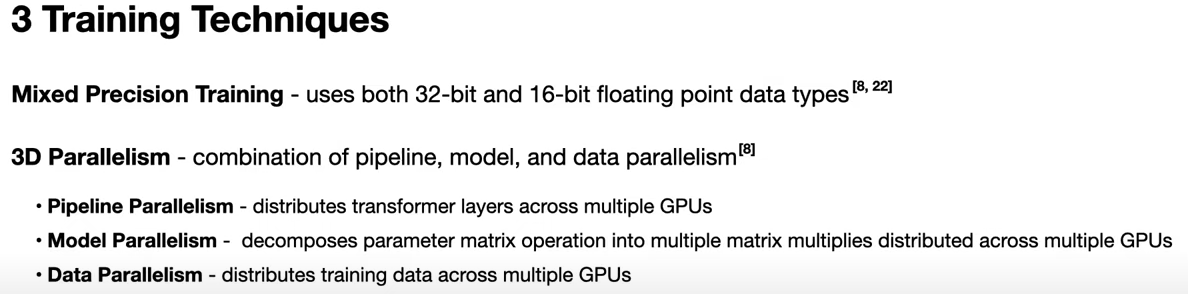 3 Training Techniques
Mixed Precision Training - uses both 32-bit and 16-bit floating point data types[8, 22]
3D Parallelism - combination of pipeline, model, and data parallelism[8]
• Pipeline Parallelism - distributes transformer layers across multiple GPUs
• Model Parallelism - decomposes parameter matrix operation into multiple matrix multiplies distributed across multiple GPUs
• Data Parallelism - distributes training data across multiple GPUs